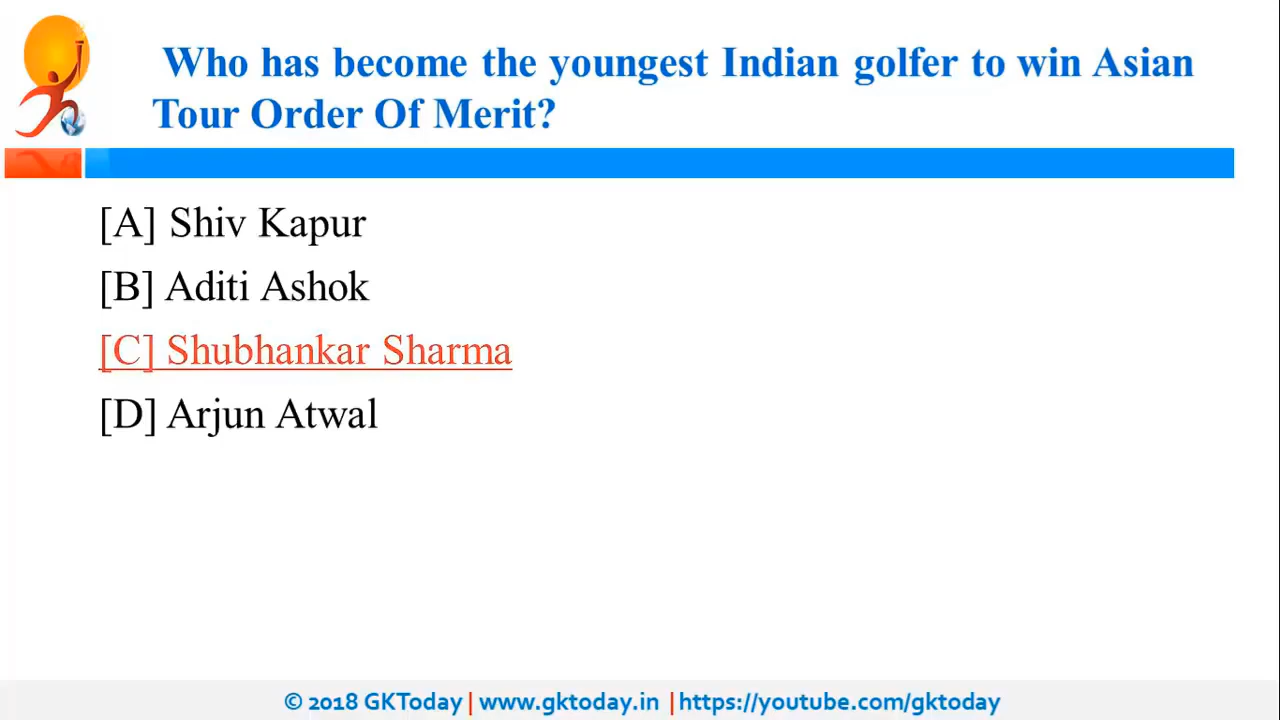 Who has become the youngest Indian golfer to win Asian
Tour Order Of Merit?
[A] Shiv Kapur
[B] Aditi Ashok
[C] Shubhankar Sharma
[D] Arjun Atwal
© 2018 GKToday | www.gktoday.in | https://youtube.com/gktoday